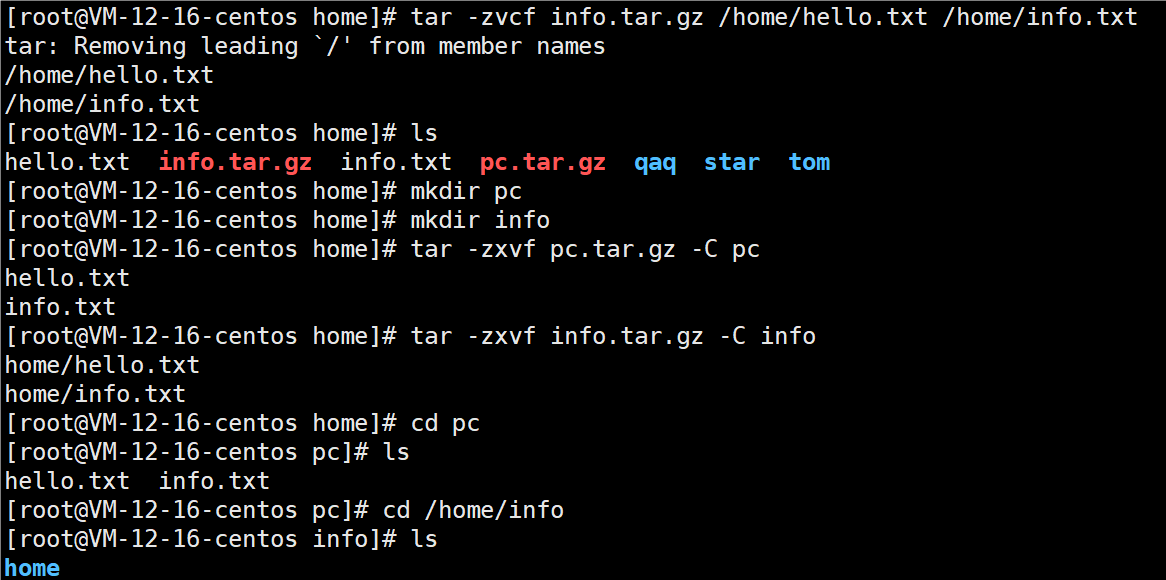 [root@VM-12-16-centos home]# tar -zvcf info.tar.gz /home/hello.txt /home/info.txt
tar: Removing leading `/' from member names
/home/hello.txt
/home/info.txt
[root@VM-12-16-centos home]# ls
hello.txt  info.tar.gz  info.txt  pc.tar.gz  qaq  star  tom
[root@VM-12-16-centos home]# mkdir pc
[root@VM-12-16-centos home]# mkdir info
[root@VM-12-16-centos home]# tar -zxvf pc.tar.gz -C pc
hello.txt
info.txt
[root@VM-12-16-centos home]# tar -zxvf info.tar.gz -C info
home/hello.txt
home/info.txt
[root@VM-12-16-centos home]# cd pc
[root@VM-12-16-centos pc]# ls
hello.txt  info.txt
[root@VM-12-16-centos pc]# cd /home/info
[root@VM-12-16-centos info]# ls
home